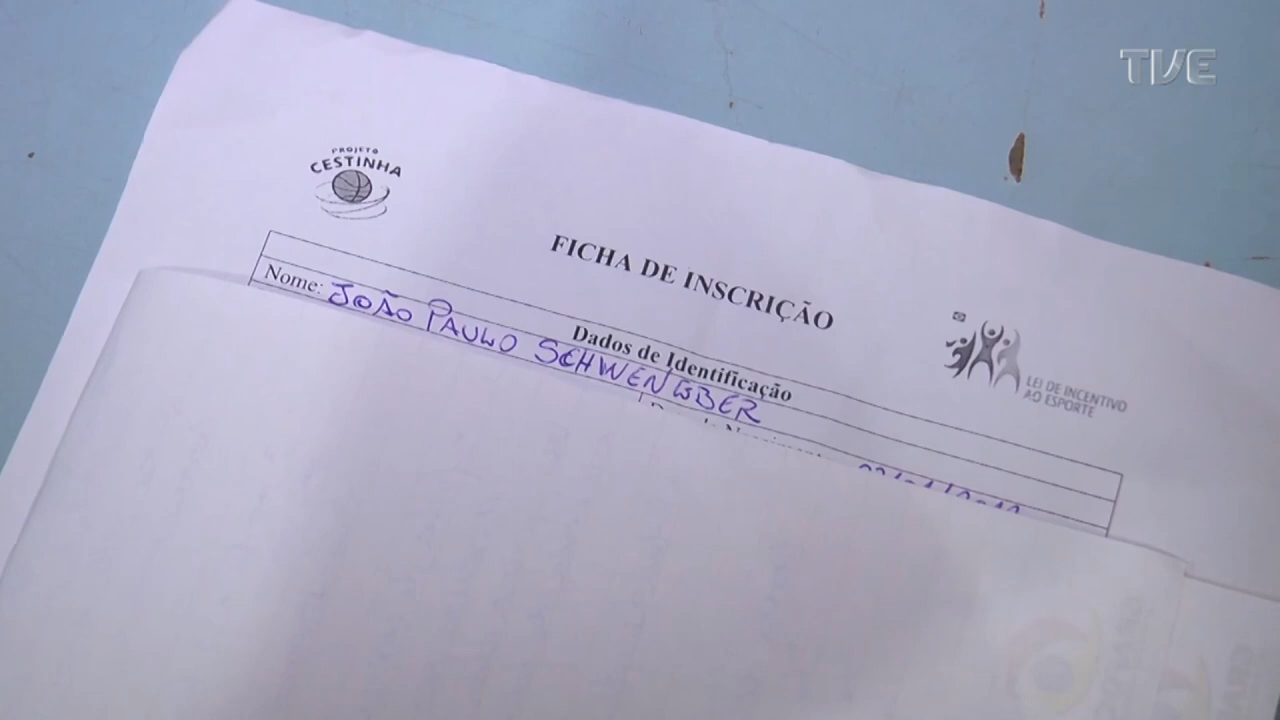 TVE
PROJETO
CESTINHA
FICHA DE INSCRIÇÃO
LEI DE INCENTIVO
AO ESPORTE
Dados de Identificação
Nome: JOÃO PAULO SCHWENGBER